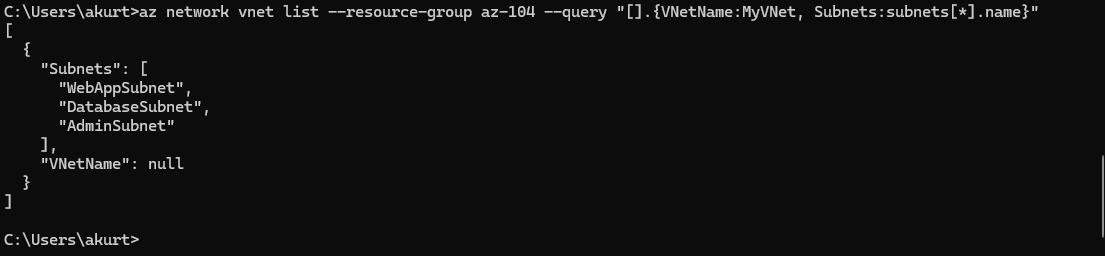 C:\Users\akurt>az network vnet list --resource-group az-104 --query "[].{VNetName:MyVNet, Subnets:subnets[*].name}"
[
  {
    "Subnets": [
      "WebAppSubnet",
      "DatabaseSubnet",
      "AdminSubnet"
    ],
    "VNetName": null
  }
]
C:\Users\akurt>